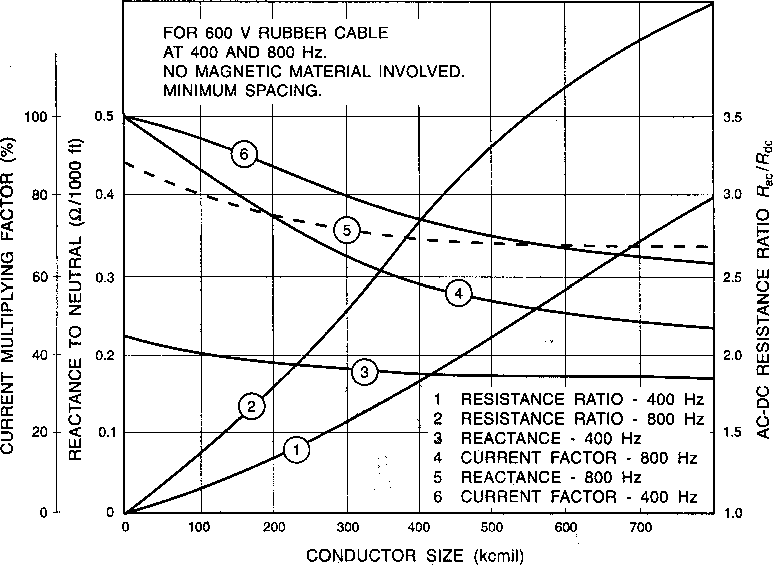 FOR 600 V RUBBER CABLE
AT 400 AND 800 Hz.
NO MAGNETIC MATERIAL INVOLVED.
MINIMUM SPACING.
CURRENT MULTIPLYING FACTOR (%)
100
80
60
40
20
0
REACTANCE TO NEUTRAL (Ω/1000 ft)
0.5
0.4
0.3
0.2
0.1
0
6
5
4
3
2
1
1 RESISTANCE RATIO - 400 Hz
2 RESISTANCE RATIO - 800 Hz
3 REACTANCE - 400 Hz
4 CURRENT FACTOR - 800 Hz
5 REACTANCE - 800 Hz
6 CURRENT FACTOR - 400 Hz
3.5
3.0
2.5
2.0
1.5
1.0
AC-DC RESISTANCE RATIO Rac/Rdc
0 100 200 300 400 500 600 700
CONDUCTOR SIZE (kcmil)